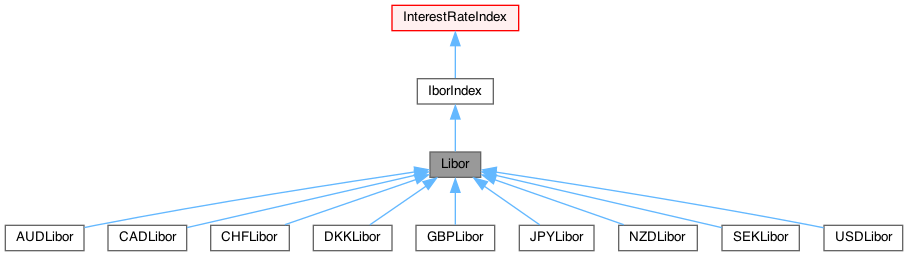 InterestRateIndex
IborIndex
Libor
AUDLibor CADLibor CHFLibor DKKLibor GBPLibor JPYLibor NZDLibor SEKLibor USDLibor